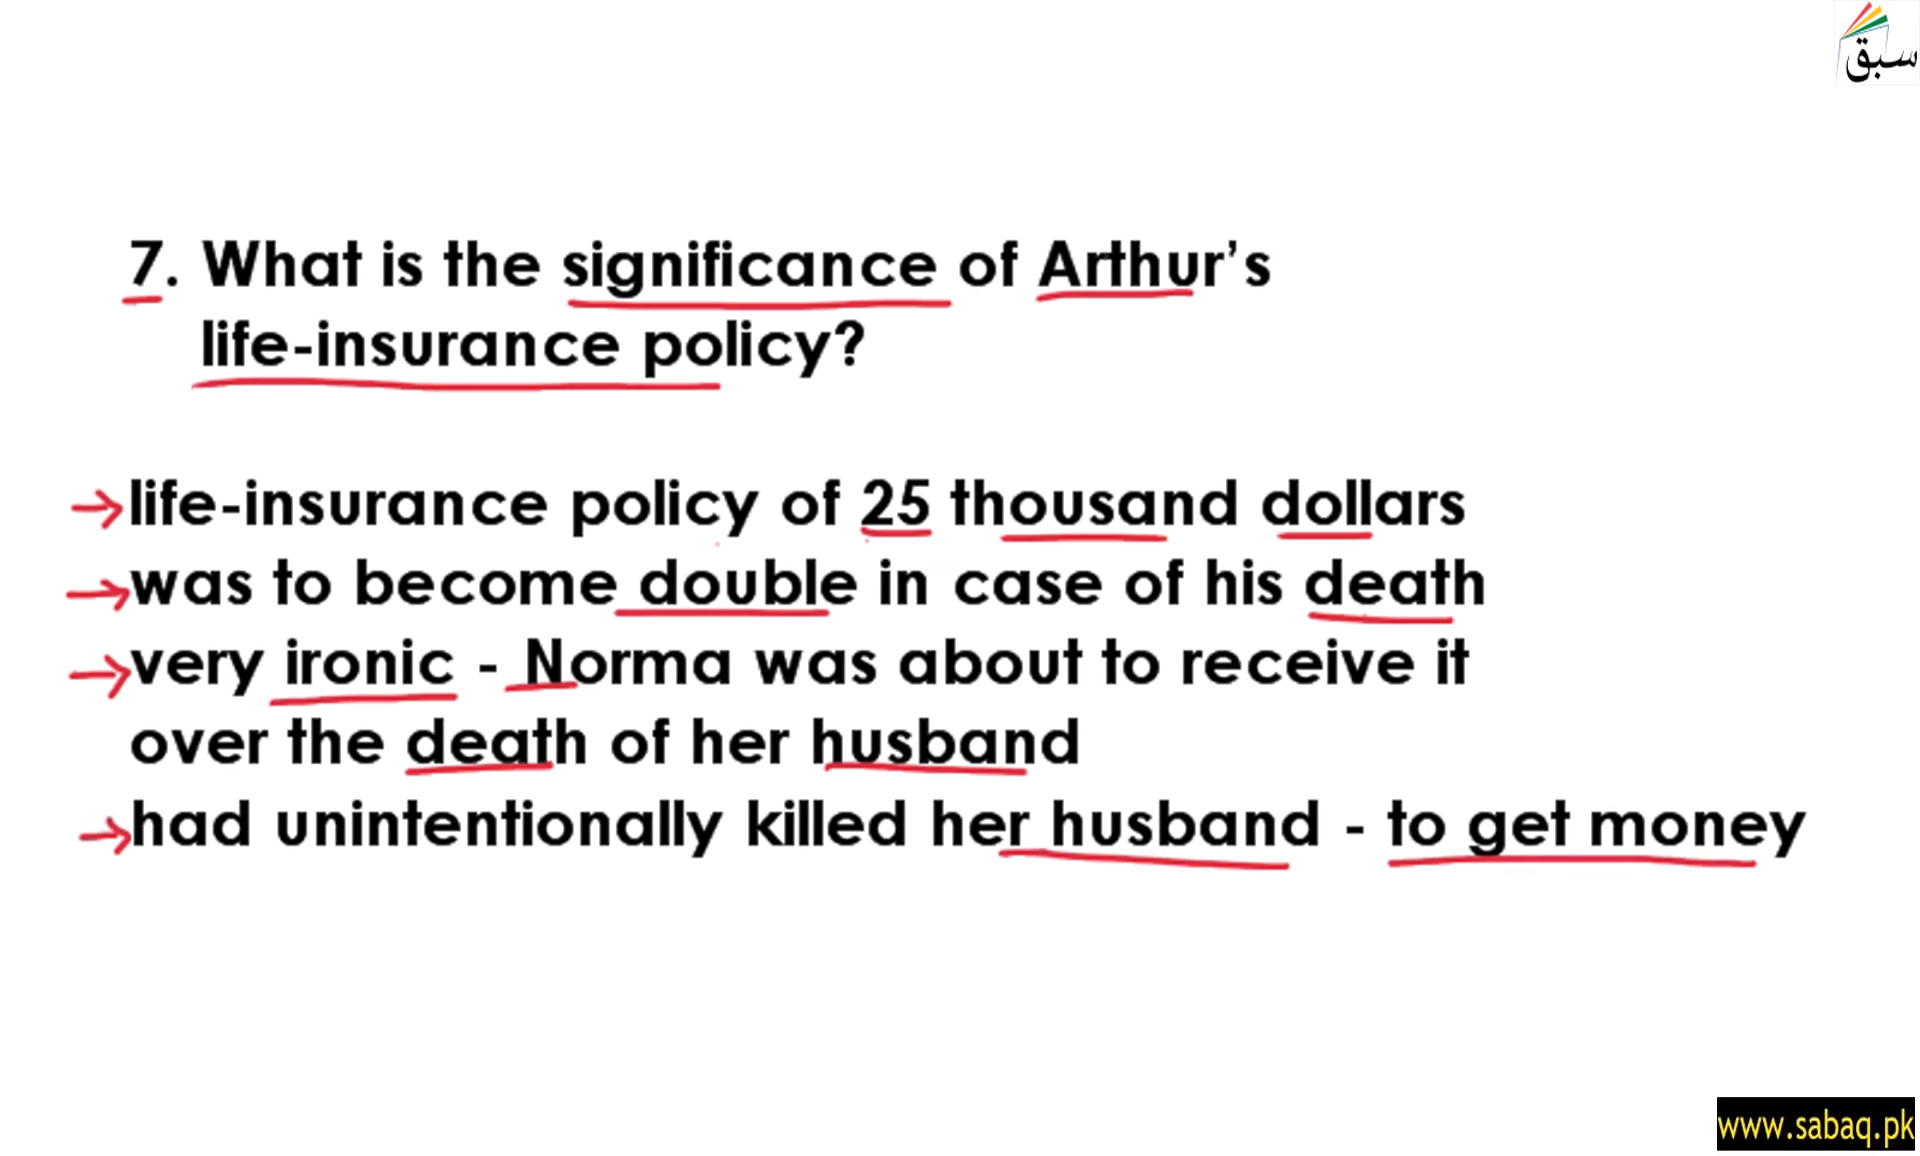 سبق
7. What is the significance of Arthur's
life-insurance policy?
life-insurance policy of 25 thousand dollars
was to become double in case of his death
very ironic - Norma was about to receive it
over the death of her husband
had unintentionally killed her husband - to get money
www.sabaq.pk